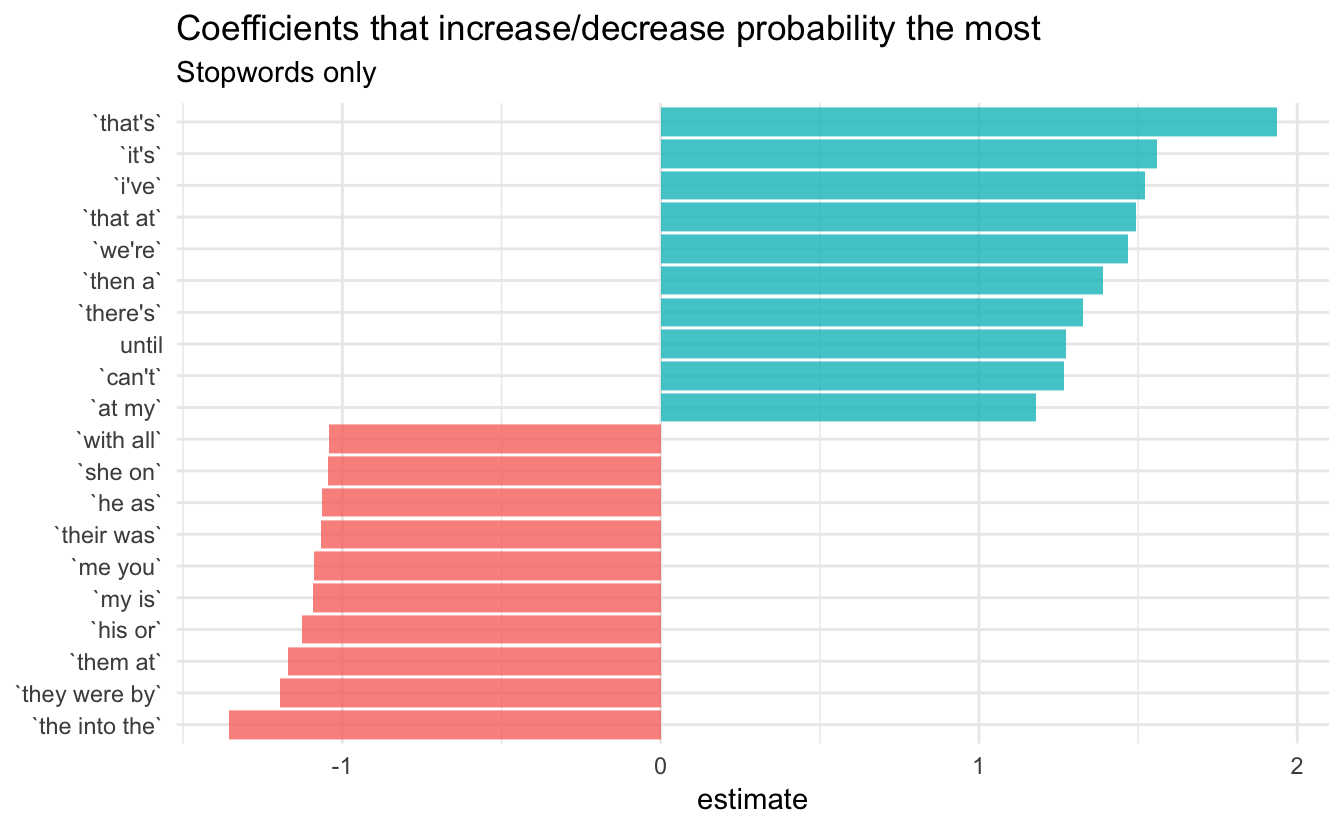 Coefficients that increase/decrease probability the most
Stopwords only
`that's`
`it's`
`i've`
`that at`
`we're`
`then a`
`there's`
until
`can't`
`at my`
`with all`
`she on`
`he as`
`their was`
`me you`
`my is`
`his or`
`them at`
`they were by`
`the into the`
-1 0 1 2
estimate